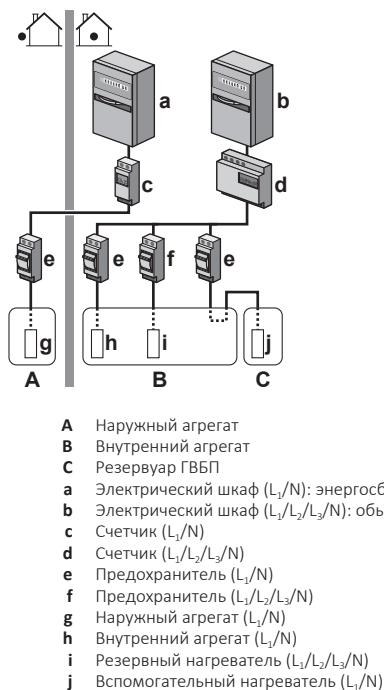 a
b
c
d
e
e
f
e
g
h
i
j
A
B
C
A Наружный агрегат
B Внутренний агрегат
C Резервуар ГВБП
a Электрический шкаф (L₁/N):
b Электрический шкаф (L₁/L₂/L₃/N):
c Счетчик (L₁/N)
d Счетчик (L₁/L₂/L₃/N)
e Предохранитель (L₁/N)
f Предохранитель (L₁/L₂/L₃/N)
g Наружный агрегат (L₁/N)
h Внутренний агрегат (L₁/N)
i Резервный нагреватель (L₁/L₂/L₃/N)
j Вспомогательный нагреватель (L₁/N)